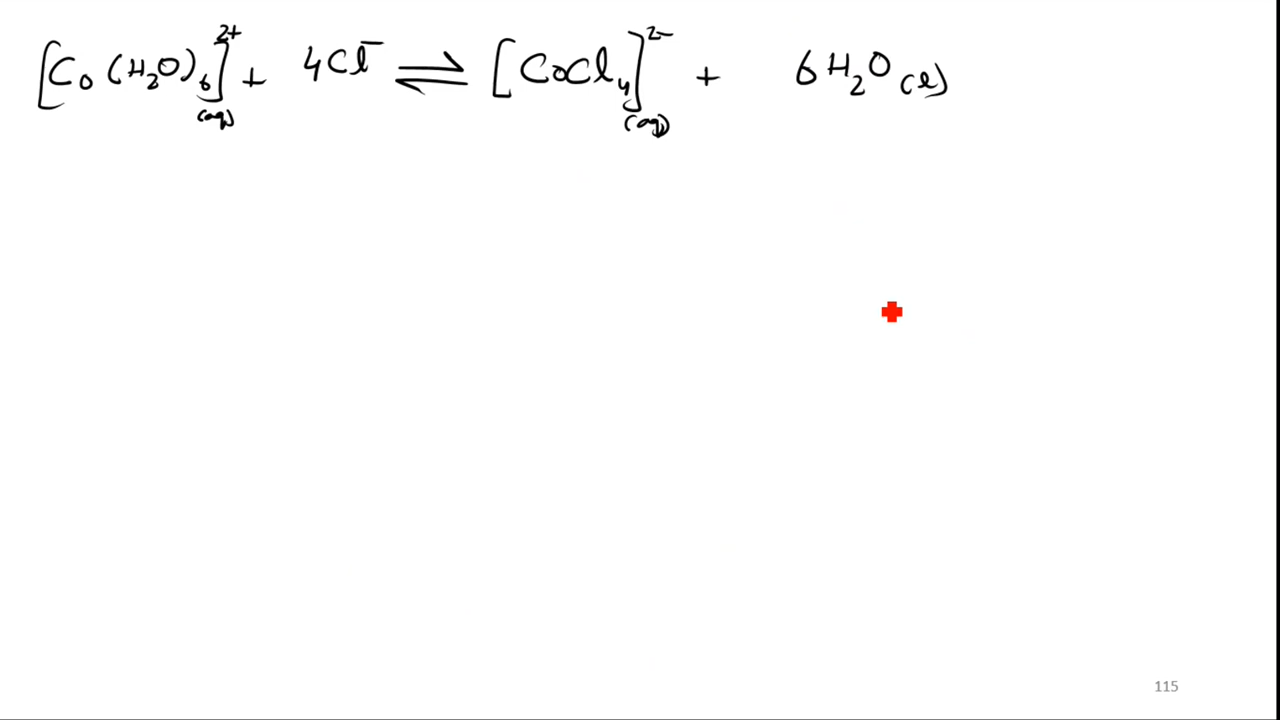 [Co(H₂O)₆]²⁺(aq) + 4Cl⁻ ⇌ [CoCl₄]²⁻(aq) + 6H₂O(l)
115